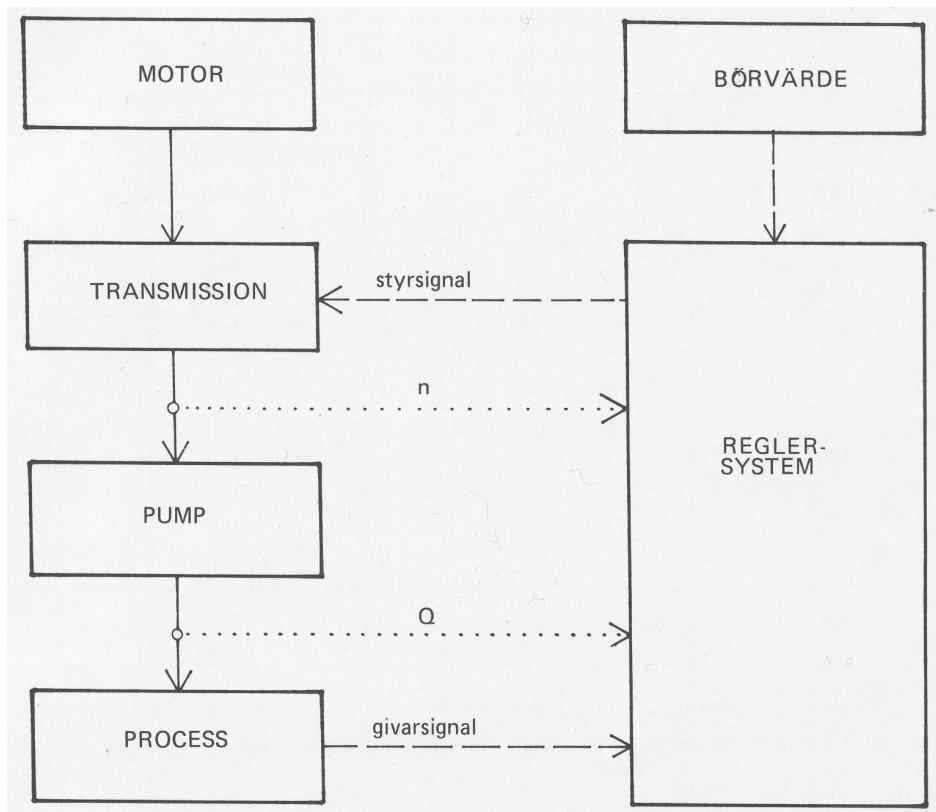 MOTOR
BÖRVÄRDE
TRANSMISSION
styrsignal
n
REGLER-
SYSTEM
PUMP
Q
PROCESS
givarsignal